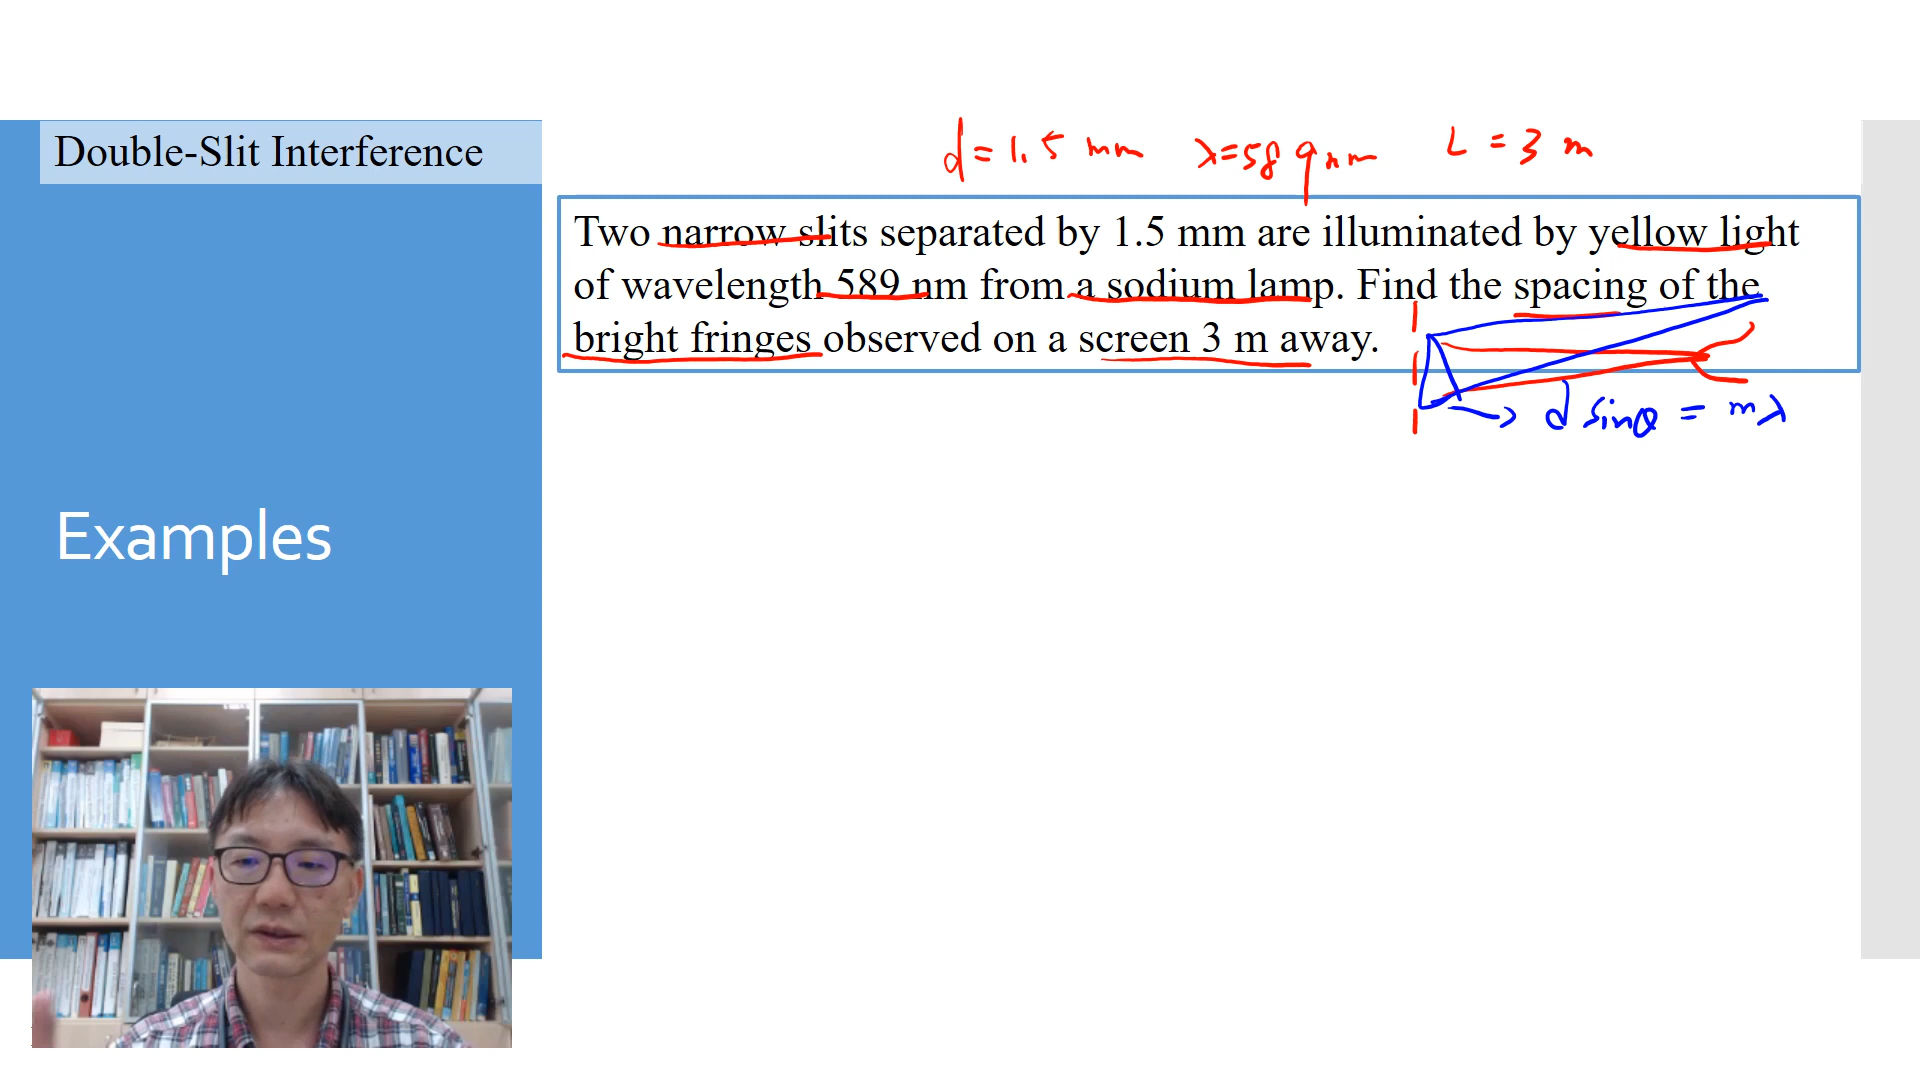 Double-Slit Interference
d = 1.5 mm λ = 589 nm L = 3 m
Two narrow slits separated by 1.5 mm are illuminated by yellow light
of wavelength 589 nm from a sodium lamp. Find the spacing of the
bright fringes observed on a screen 3 m away.
→ d sinθ = mλ
Examples